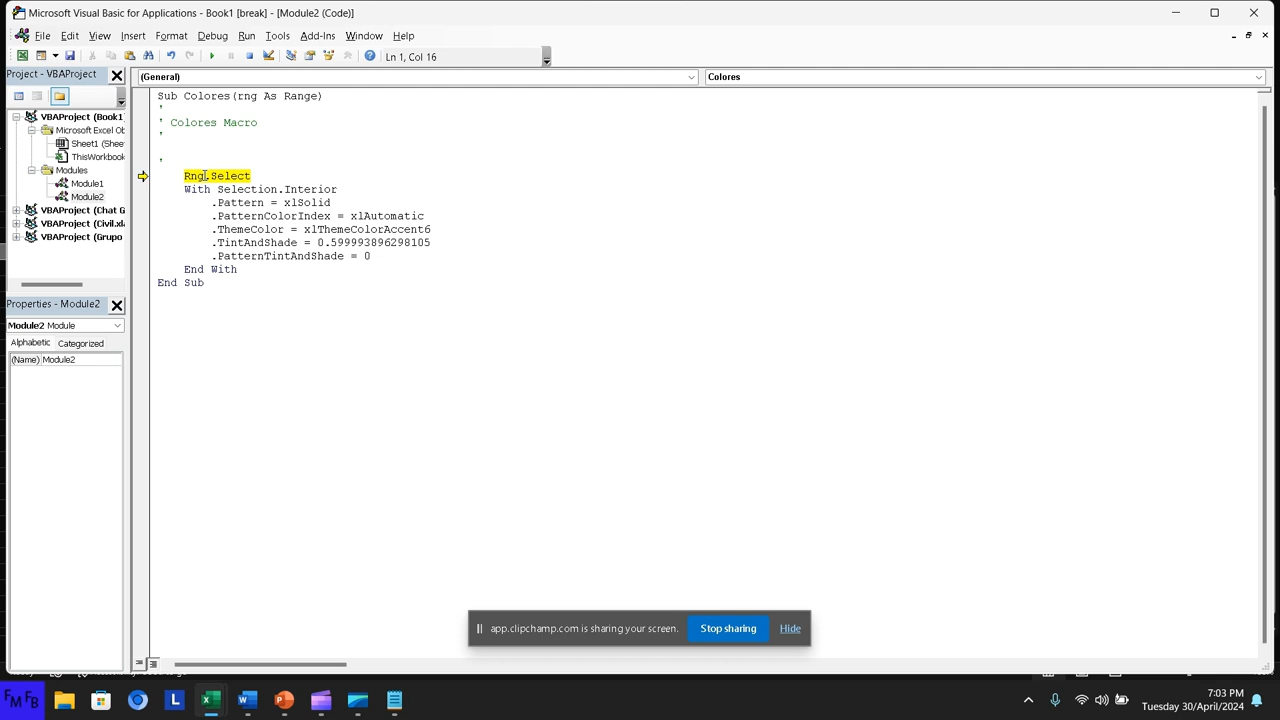 Microsoft Visual Basic for Applications - Book1 [break] - [Module2 (Code)]
File Edit View Insert Format Debug Run Tools Add-Ins Window Help
Ln 1, Col 16
Project - VBAProject
(General)
Colores
VBAProject (Book1
Microsoft Excel Ob
Sheet1 (Shee
ThisWorkbook
Modules
Module1
Module2
VBAProject (Chat G
VBAProject (Civil.xla
VBAProject (Grupo
Sub Colores(rng As Range)
'
' Colores Macro
'
'
Rng.Select
With Selection.Interior
.Pattern = xlSolid
.PatternColorIndex = xlAutomatic
.ThemeColor = xlThemeColorAccent6
.TintAndShade = 0.599993896298105
.PatternTintAndShade = 0
End With
End Sub
Properties - Module2
Module2 Module
Alphabetic Categorized
(Name) Module2
app.clipchamp.com is sharing your screen. Stop sharing Hide
FM FB
L
7:03 PM
Tuesday 30/April/2024